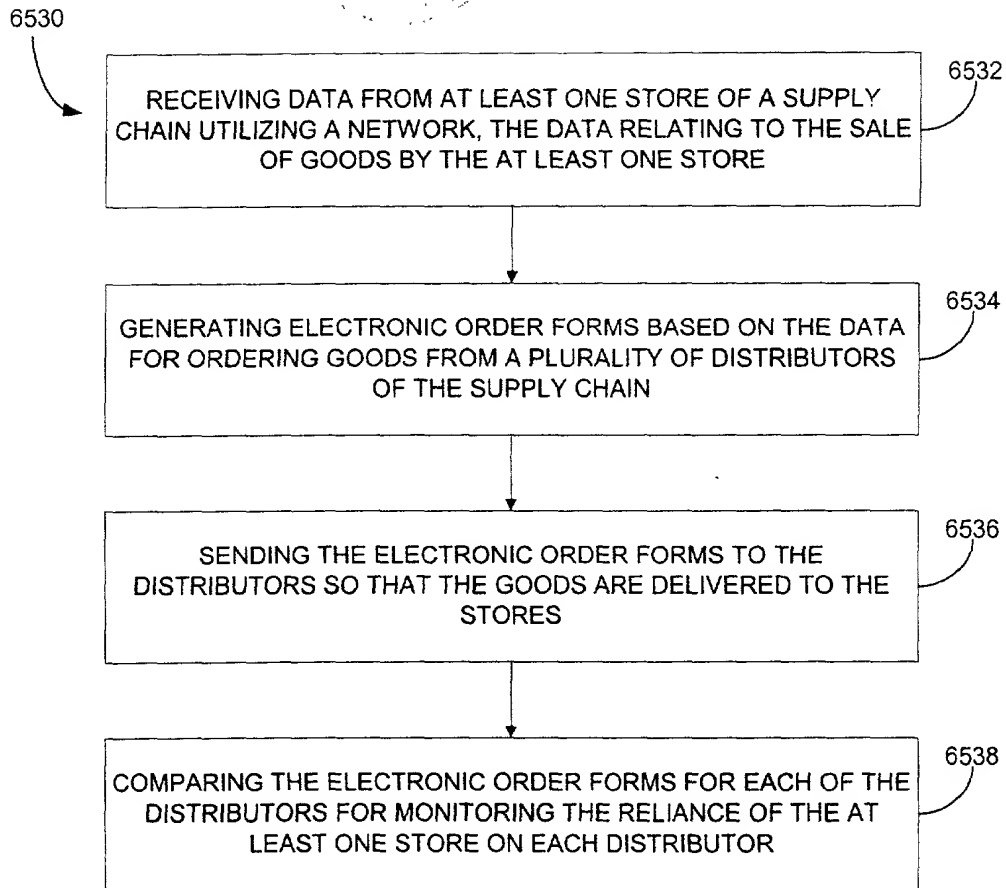 6530
RECEIVING DATA FROM AT LEAST ONE STORE OF A SUPPLY
CHAIN UTILIZING A NETWORK, THE DATA RELATING TO THE SALE
OF GOODS BY THE AT LEAST ONE STORE
6532
GENERATING ELECTRONIC ORDER FORMS BASED ON THE DATA
FOR ORDERING GOODS FROM A PLURALITY OF DISTRIBUTORS
OF THE SUPPLY CHAIN
6534
SENDING THE ELECTRONIC ORDER FORMS TO THE
DISTRIBUTORS SO THAT THE GOODS ARE DELIVERED TO THE
STORES
6536
COMPARING THE ELECTRONIC ORDER FORMS FOR EACH OF THE
DISTRIBUTORS FOR MONITORING THE RELIANCE OF THE AT
LEAST ONE STORE ON EACH DISTRIBUTOR
6538